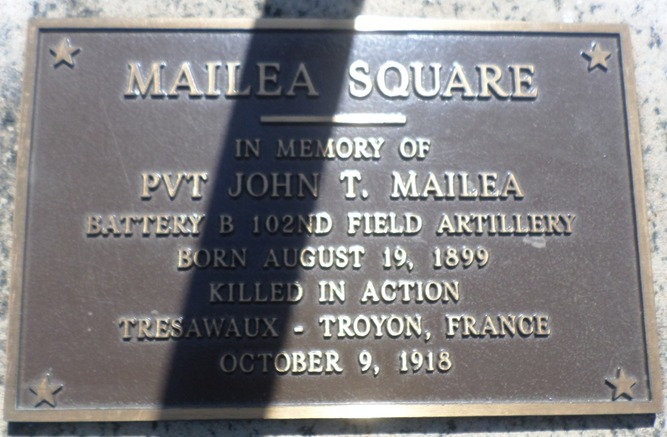 MAILEA SQUARE
IN MEMORY OF
PVT JOHN T. MAILEA
BATTERY B 102ND FIELD ARTILLERY
BORN AUGUST 19, 1899
KILLED IN ACTION
TRESAWAUX - TROYON, FRANCE
OCTOBER 9, 1918